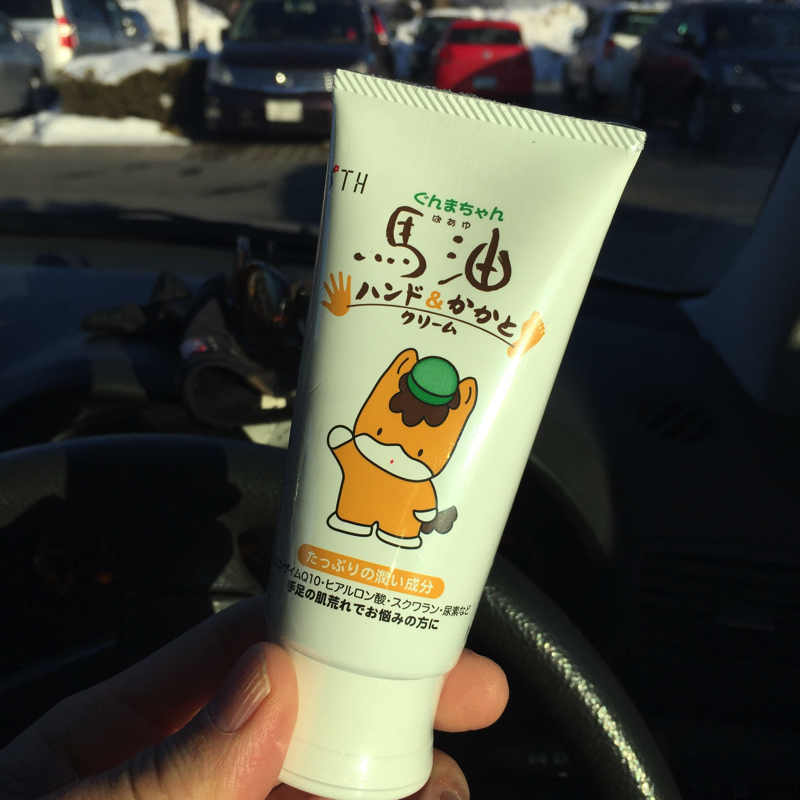 TH
ぐんまちゃん
ばあゆ
馬油
ハンド&かかと
クリーム
たっぷりの潤い成分
ンザイムQ10・ヒアルロン酸・スクワラン・尿素など
手足の肌荒れでお悩みの方に